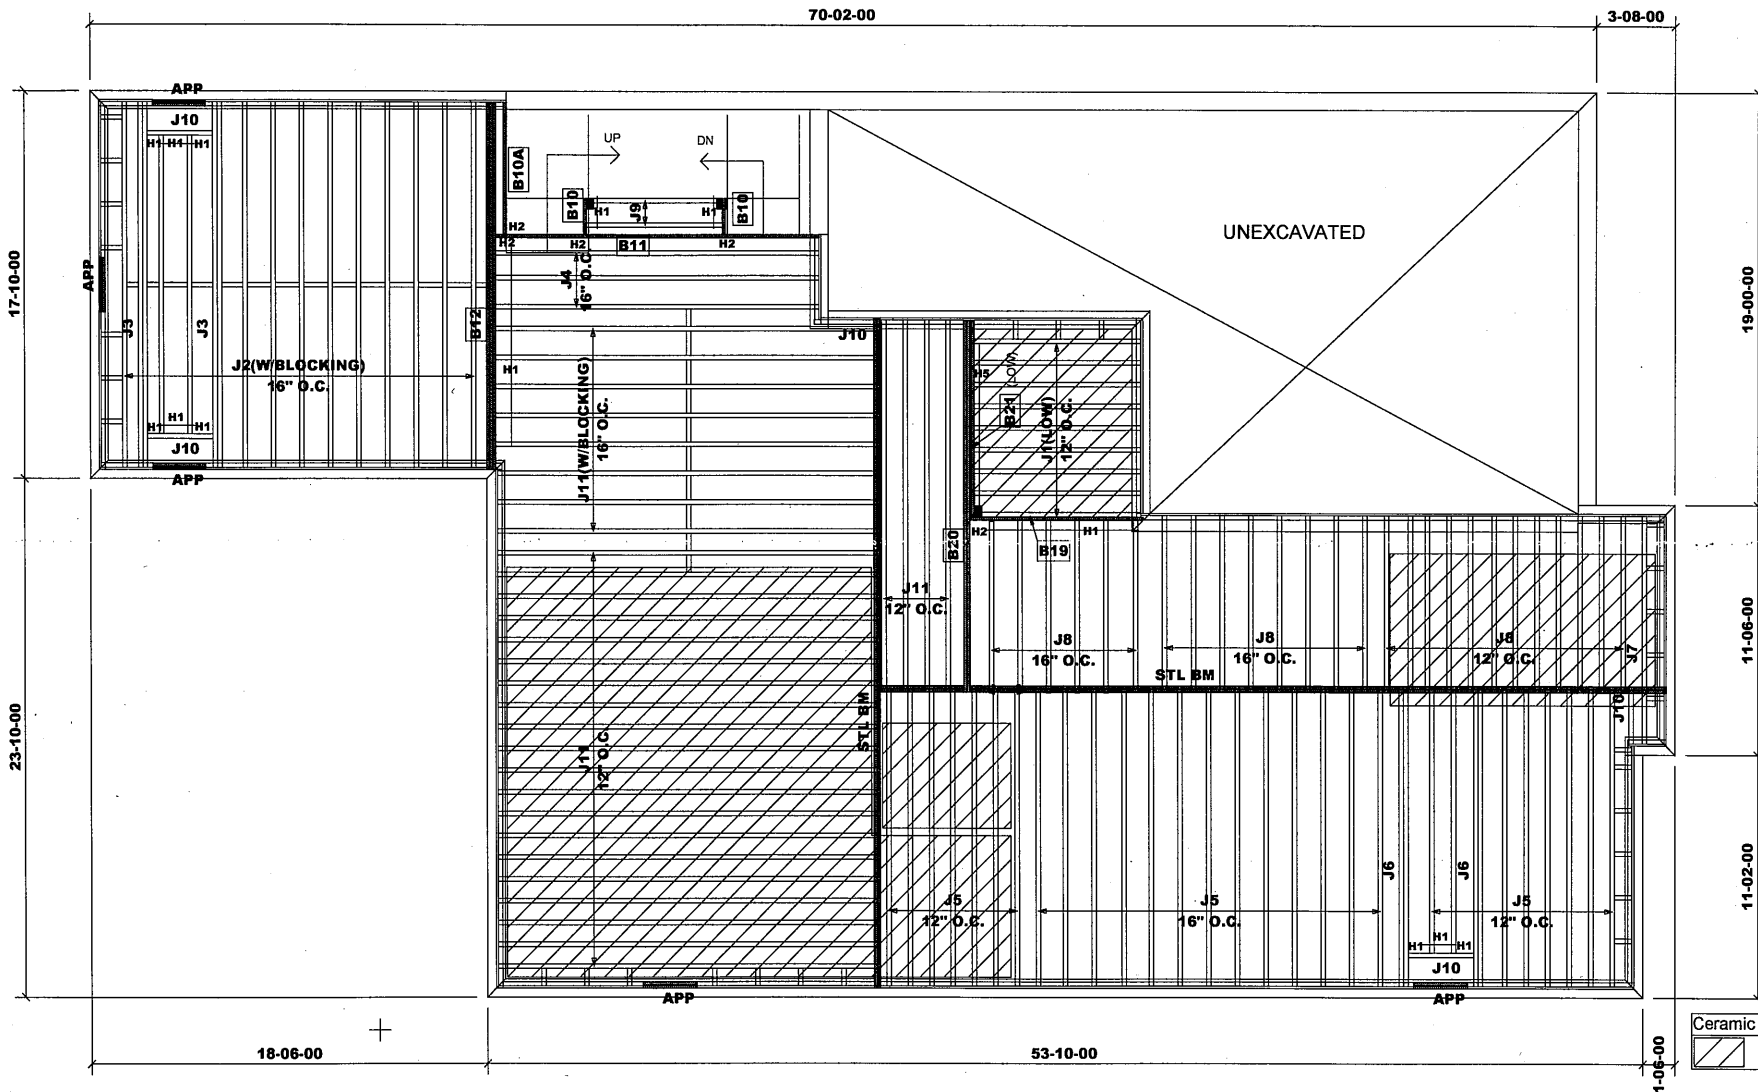 70-02-00
3-08-00
APP
J10
H1 H1 H1
B10A
UP
DN
B10
H1
J9
H1
B10
H2
H2
H2
B11
H2
UNEXCAVATED
17-10-00
APP
J4
16" O.C.
19-00-00
J3
J3
B12
J10
J2(W/BLOCKING)
16" O.C.
H1
J11(W/BLOCKING)
16" O.C.
H5
(LOW)
B21
J1(LOW)
12" O.C.
H1
H1 H1
J10
APP
B20
H2
H1
B19
J11
12" O.C.
J8
16" O.C.
J8
16" O.C.
J8
12" O.C.
J7
11-06-00
STL BM
STL BM
J10
23-10-00
J11
12" O.C.
J5
12" O.C.
J5
16" O.C.
J6
J6
J5
12" O.C.
11-02-00
H1
H1 H1
J10
APP
APP
18-06-00
53-10-00
1-06-00
Ceramic